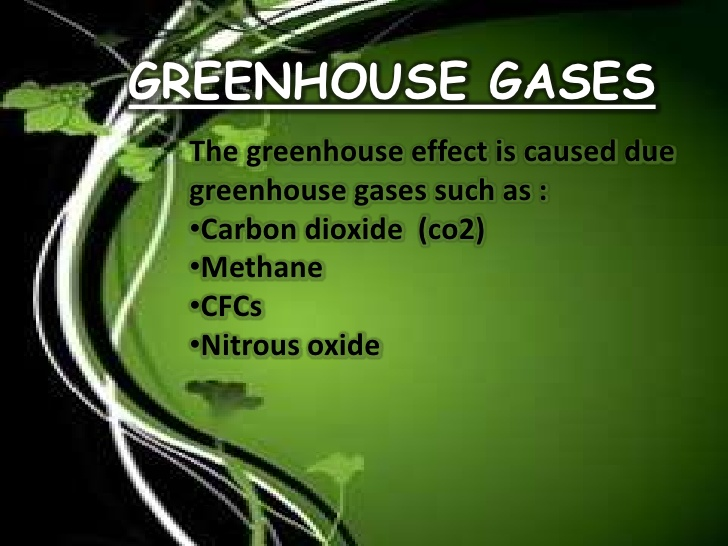 GREENHOUSE GASES
The greenhouse effect is caused due
greenhouse gases such as :
•Carbon dioxide  (co2)
•Methane
•CFCs
•Nitrous oxide